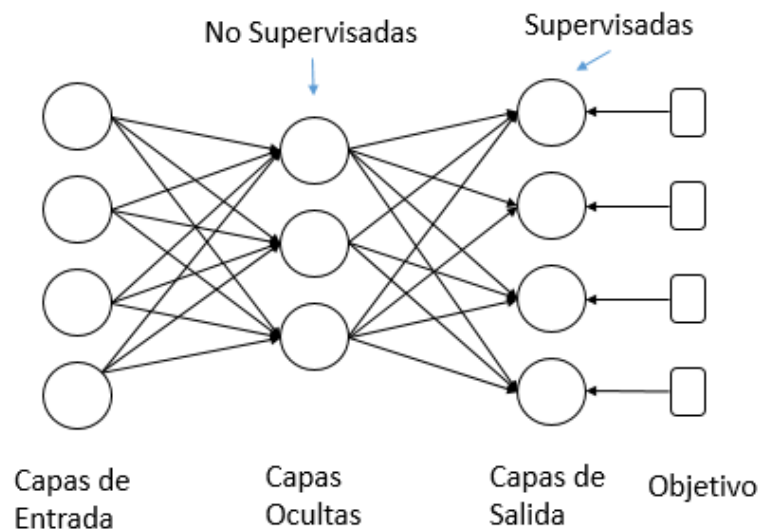 No Supervisadas
Supervisadas
Capas de
Entrada
Capas
Ocultas
Capas de
Salida
Objetivo